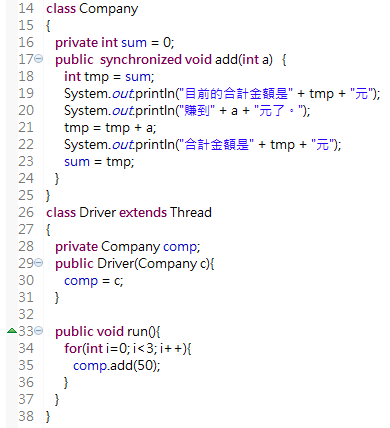 14 class Company
15 {
16   private int sum = 0;
17   public  synchronized void add(int a)  {
18     int tmp = sum;
19     System.out.println("目前的合計金額是" + tmp + "元");
20     System.out.println("賺到" + a + "元了。");
21     tmp = tmp + a;
22     System.out.println("合計金額是" + tmp + "元");
23     sum = tmp;
24   }
25 }
26 class Driver extends Thread
27 {
28   private Company comp;
29   public Driver(Company c){
30     comp = c;
31   }
32
33   public void run(){
34     for(int i=0; i<3; i++){
35       comp.add(50);
36     }
37   }
38 }